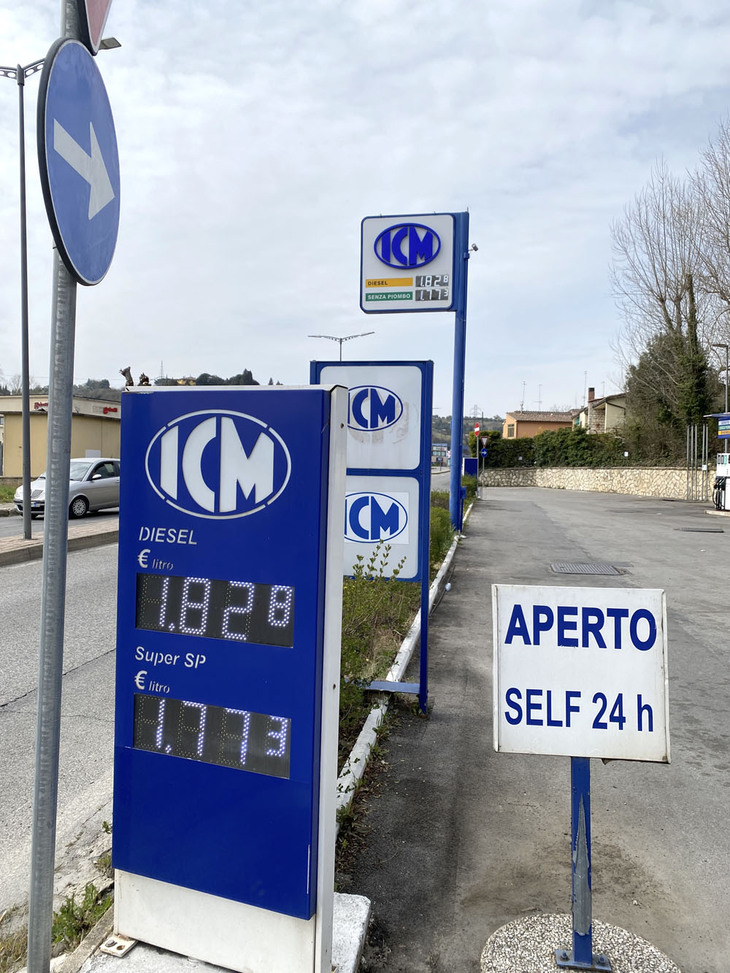 ICM
DIESEL
€ litro
1.828
Super SP
€ litro
1.773
ICM
DIESEL 1.828
SENZA PIOMBO 1.773
ICM
ICM
APERTO
SELF 24 h